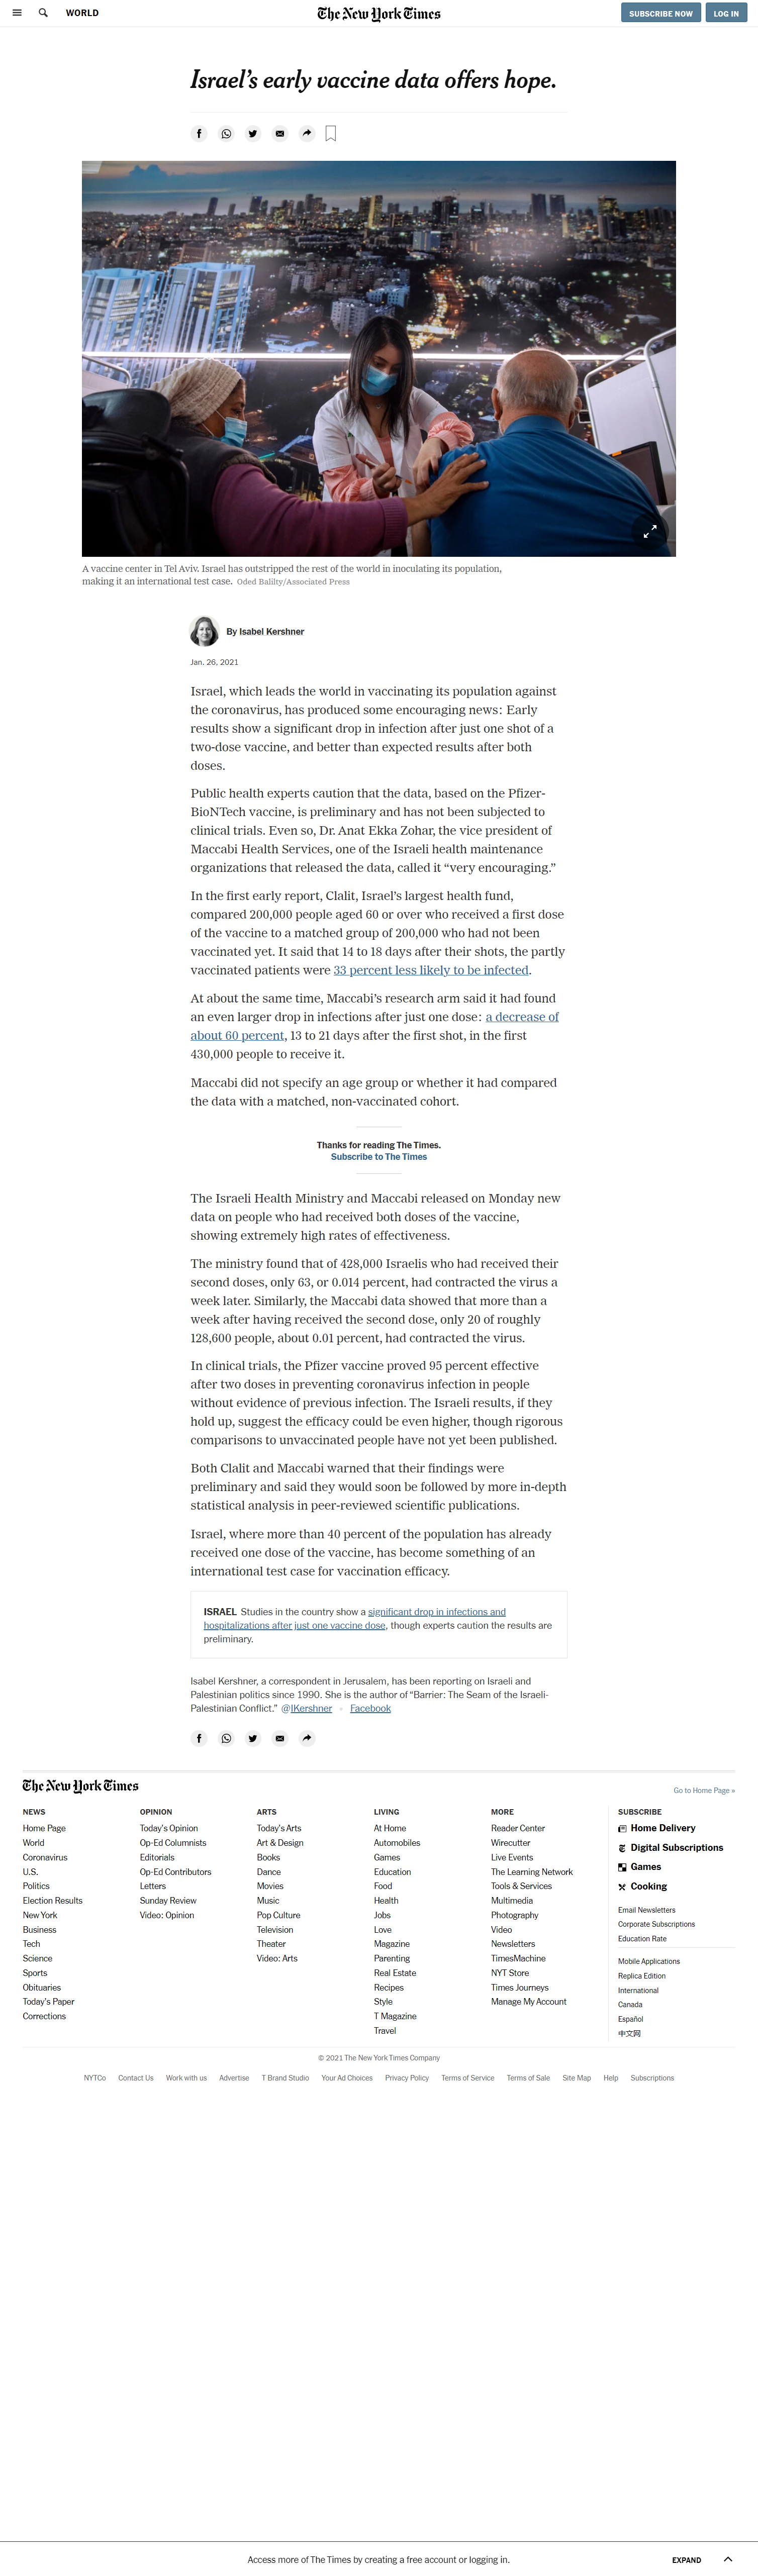 WORLD
The New York Times
SUBSCRIBE NOW
LOG IN
Israel’s early vaccine data offers hope.
A vaccine center in Tel Aviv. Israel has outstripped the rest of the world in inoculating its population,
making it an international test case. Oded Balilty/Associated Press
By Isabel Kershner
Jan. 26, 2021
Israel, which leads the world in vaccinating its population against
the coronavirus, has produced some encouraging news: Early
results show a significant drop in infection after just one shot of a
two-dose vaccine, and better than expected results after both
doses.
Public health experts caution that the data, based on the Pfizer-
BioNTech vaccine, is preliminary and has not been subjected to
clinical trials. Even so, Dr. Anat Ekka Zohar, the vice president of
Maccabi Health Services, one of the Israeli health maintenance
organizations that released the data, called it “very encouraging.”
In the first early report, Clalit, Israel’s largest health fund,
compared 200,000 people aged 60 or over who received a first dose
of the vaccine to a matched group of 200,000 who had not been
vaccinated yet. It said that 14 to 18 days after their shots, the partly
vaccinated patients were 33 percent less likely to be infected.
At about the same time, Maccabi’s research arm said it had found
an even larger drop in infections after just one dose: a decrease of
about 60 percent, 13 to 21 days after the first shot, in the first
430,000 people to receive it.
Maccabi did not specify an age group or whether it had compared
the data with a matched, non-vaccinated cohort.
Thanks for reading The Times.
Subscribe to The Times
The Israeli Health Ministry and Maccabi released on Monday new
data on people who had received both doses of the vaccine,
showing extremely high rates of effectiveness.
The ministry found that of 428,000 Israelis who had received their
second doses, only 63, or 0.014 percent, had contracted the virus a
week later. Similarly, the Maccabi data showed that more than a
week after having received the second dose, only 20 of roughly
128,600 people, about 0.01 percent, had contracted the virus.
In clinical trials, the Pfizer vaccine proved 95 percent effective
after two doses in preventing coronavirus infection in people
without evidence of previous infection. The Israeli results, if they
hold up, suggest the efficacy could be even higher, though rigorous
comparisons to unvaccinated people have not yet been published.
Both Clalit and Maccabi warned that their findings were
preliminary and said they would soon be followed by more in-depth
statistical analysis in peer-reviewed scientific publications.
Israel, where more than 40 percent of the population has already
received one dose of the vaccine, has become something of an
international test case for vaccination efficacy.
ISRAEL Studies in the country show a significant drop in infections and
hospitalizations after just one vaccine dose, though experts caution the results are
preliminary.
Isabel Kershner, a correspondent in Jerusalem, has been reporting on Israeli and
Palestinian politics since 1990. She is the author of “Barrier: The Seam of the Israeli-
Palestinian Conflict.” @IKershner • Facebook
The New York Times
Go to Home Page »
NEWS
Home Page
World
Coronavirus
U.S.
Politics
Election Results
New York
Business
Tech
Science
Sports
Obituaries
Today's Paper
Corrections
OPINION
Today's Opinion
Op-Ed Columnists
Editorials
Op-Ed Contributors
Letters
Sunday Review
Video: Opinion
ARTS
Today's Arts
Art & Design
Books
Dance
Movies
Music
Pop Culture
Television
Theater
Video: Arts
LIVING
At Home
Automobiles
Games
Education
Food
Health
Jobs
Love
Magazine
Parenting
Real Estate
Recipes
Style
T Magazine
Travel
MORE
Reader Center
Wirecutter
Live Events
The Learning Network
Tools & Services
Multimedia
Photography
Video
Newsletters
TimesMachine
NYT Store
Times Journeys
Manage My Account
SUBSCRIBE
Home Delivery
Digital Subscriptions
Games
Cooking
Email Newsletters
Corporate Subscriptions
Education Rate
Mobile Applications
Replica Edition
International
Canada
Español
中文网
© 2021 The New York Times Company
NYTCo Contact Us Work with us Advertise T Brand Studio Your Ad Choices Privacy Policy Terms of Service Terms of Sale Site Map Help Subscriptions
Access more of The Times by creating a free account or logging in.
EXPAND